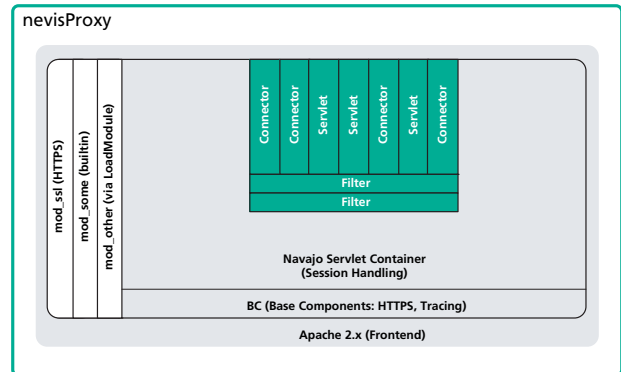 nevisProxy
mod_ssl (HTTPS)
mod_some (builtin)
mod_other (via LoadModule)
Connector
Connector
Servlet
Servlet
Connector
Servlet
Connector
Filter
Filter
Navajo Servlet Container
(Session Handling)
BC (Base Components: HTTPS, Tracing)
Apache 2.x (Frontend)